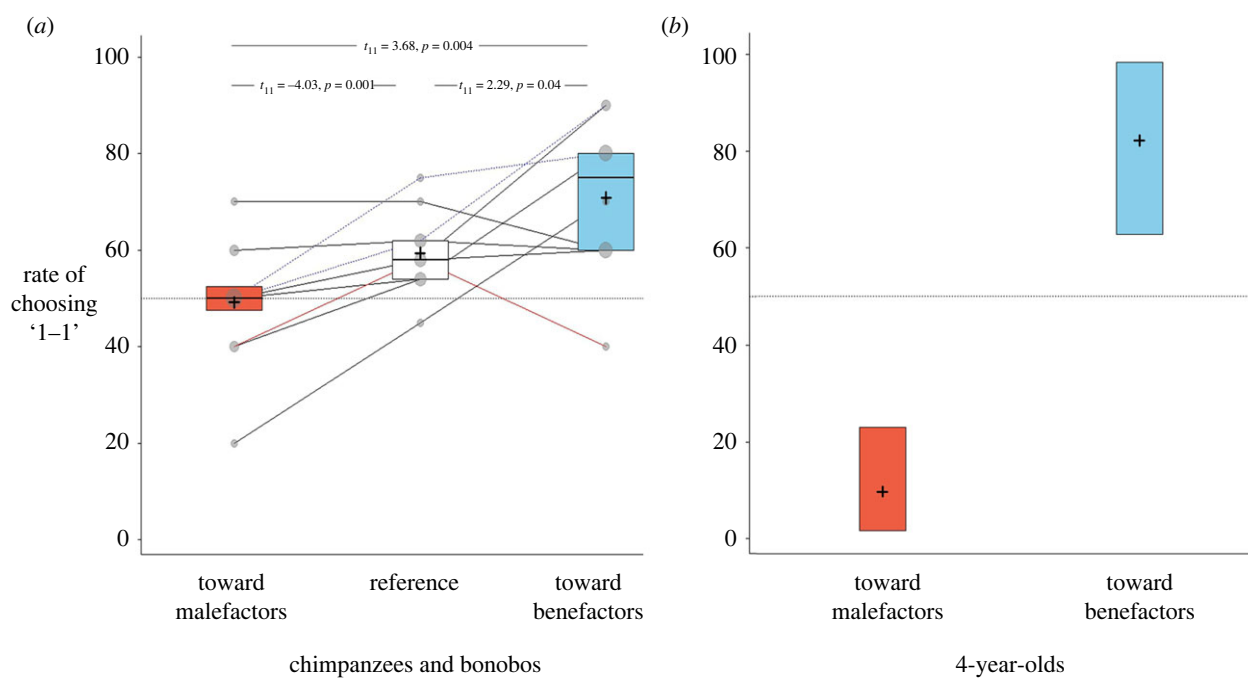 (a)
(b)
t11 = 3.68, p = 0.004
t11 = –4.03, p = 0.001
t11 = 2.29, p = 0.04
100
80
60
40
20
0
rate of
choosing
‘1–1’
toward
malefactors
reference
toward
benefactors
chimpanzees and bonobos
100
80
60
40
20
0
toward
malefactors
toward
benefactors
4-year-olds